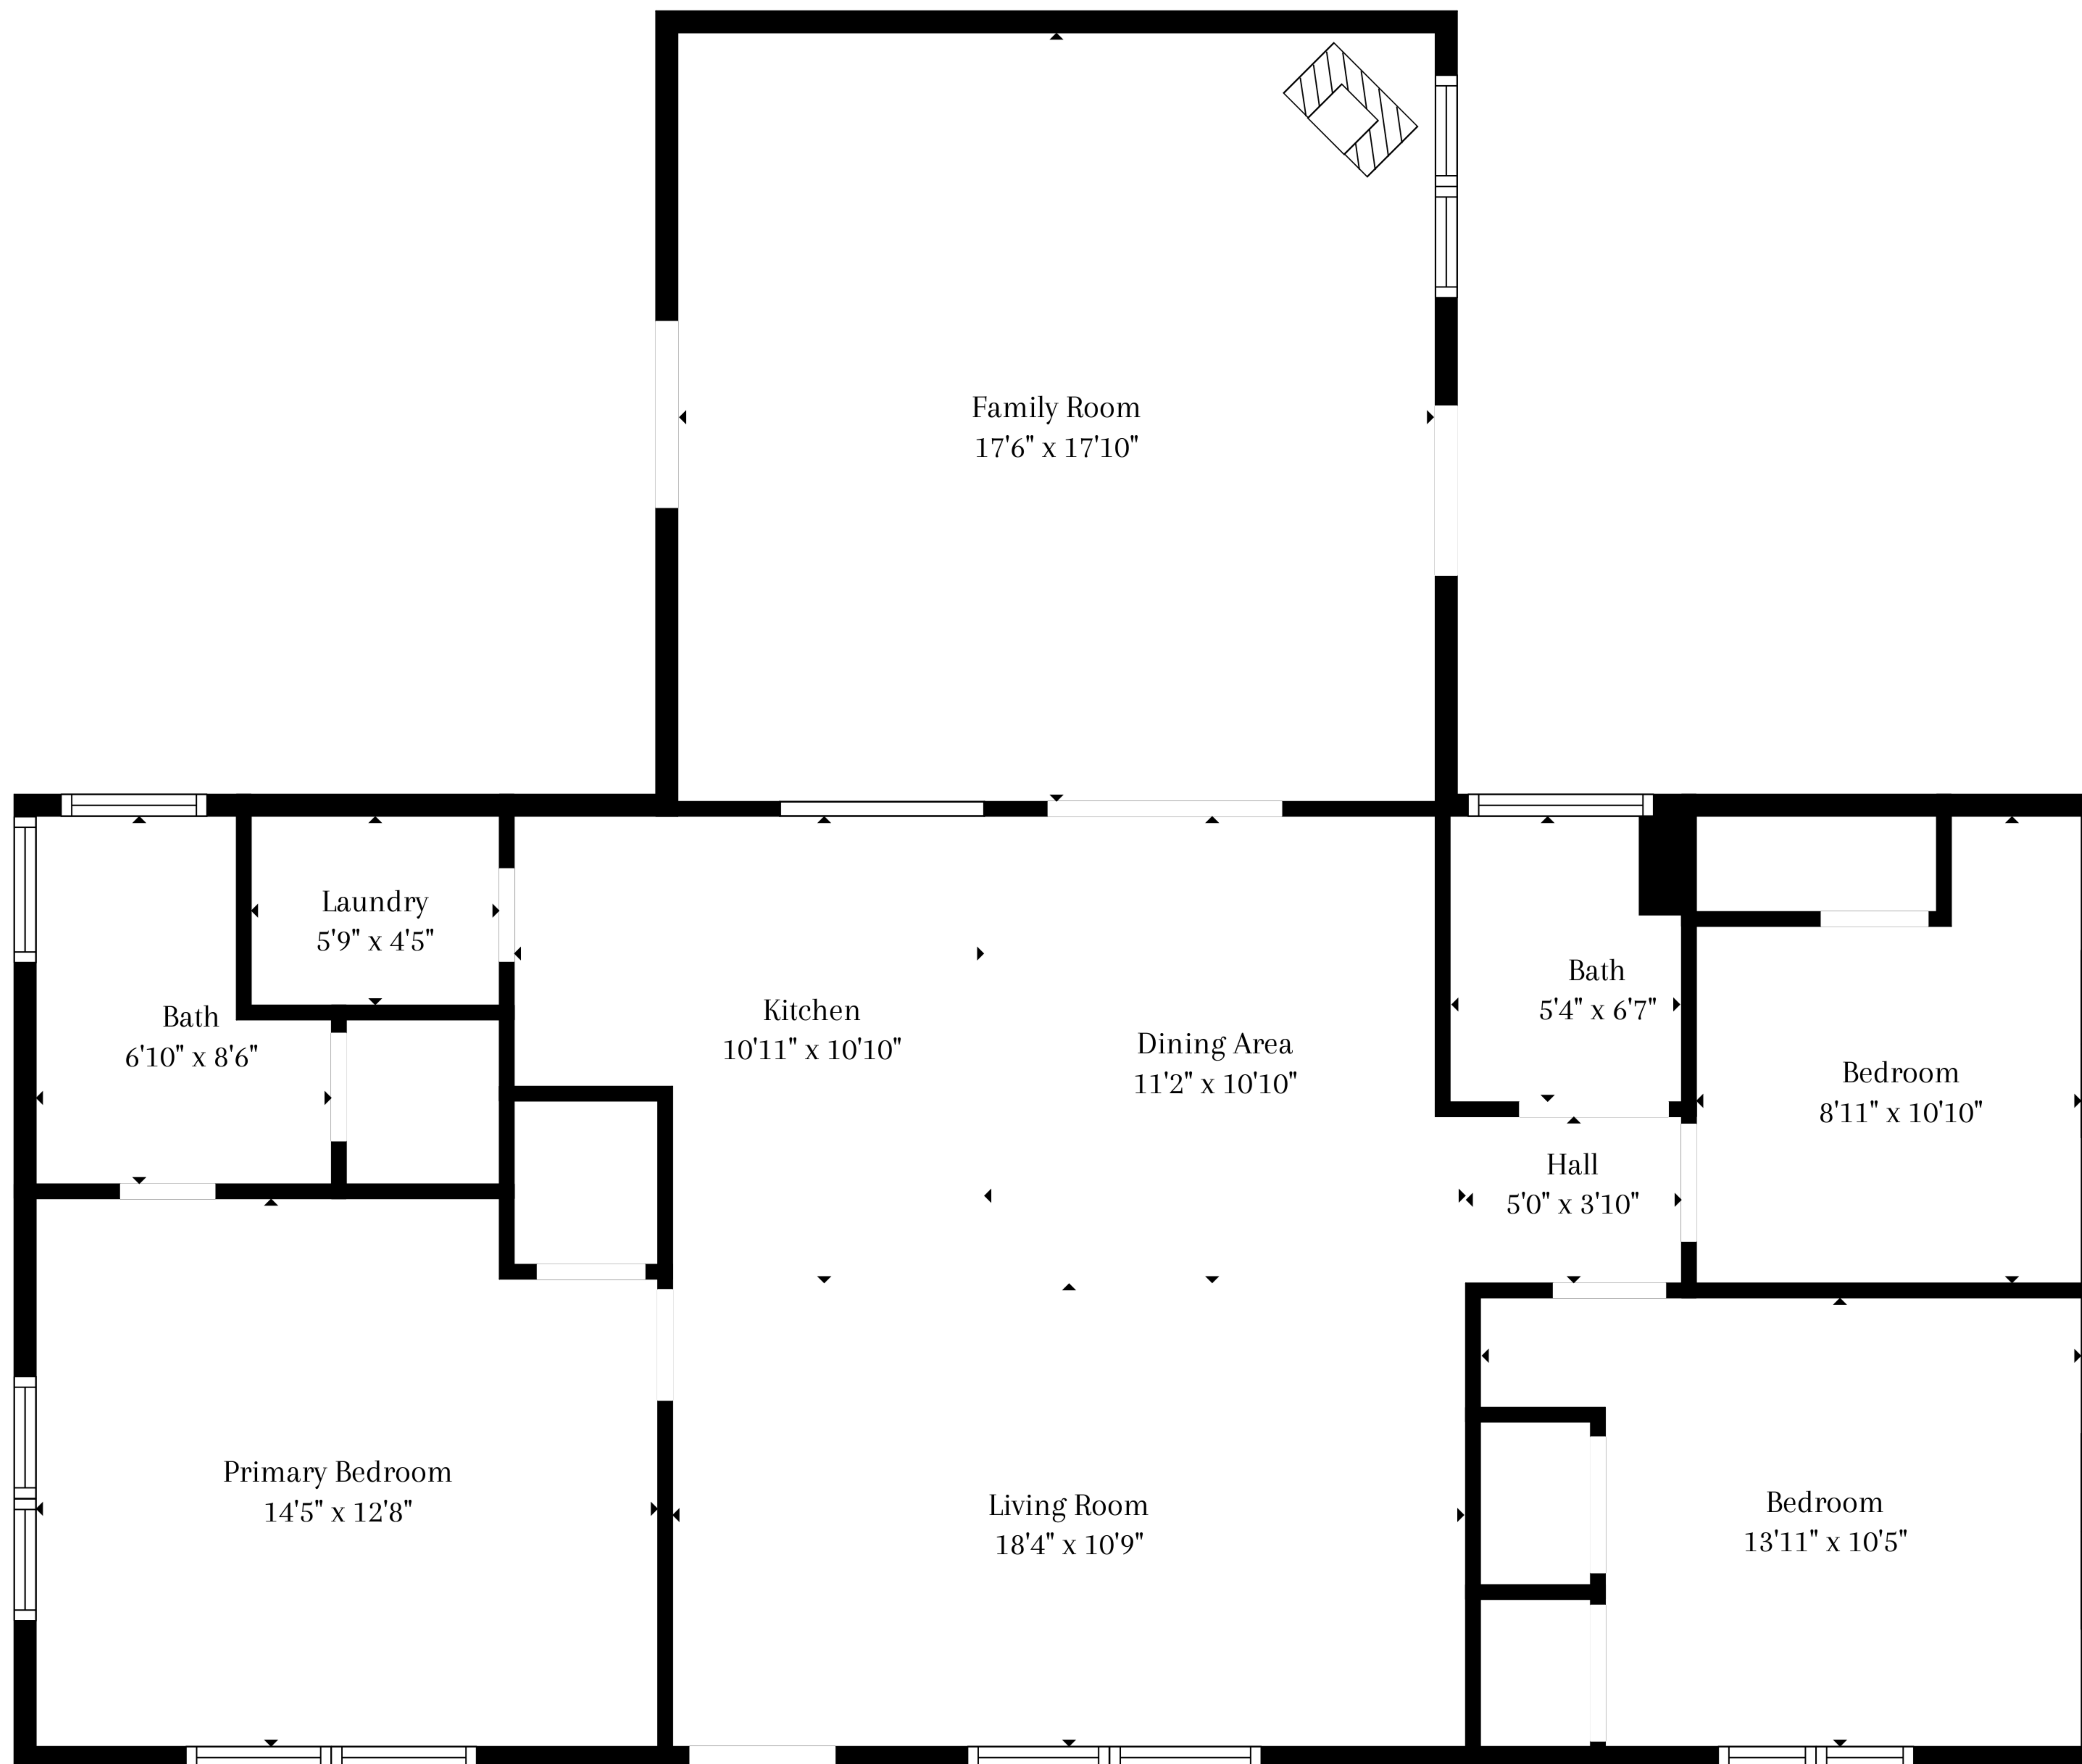 Family Room
17'6" x 17'10"
Laundry
5'9" x 4'5"
Bath
6'10" x 8'6"
Kitchen
10'11" x 10'10"
Dining Area
11'2" x 10'10"
Bath
5'4" x 6'7"
Bedroom
8'11" x 10'10"
Hall
5'0" x 3'10"
Primary Bedroom
14'5" x 12'8"
Living Room
18'4" x 10'9"
Bedroom
13'11" x 10'5"